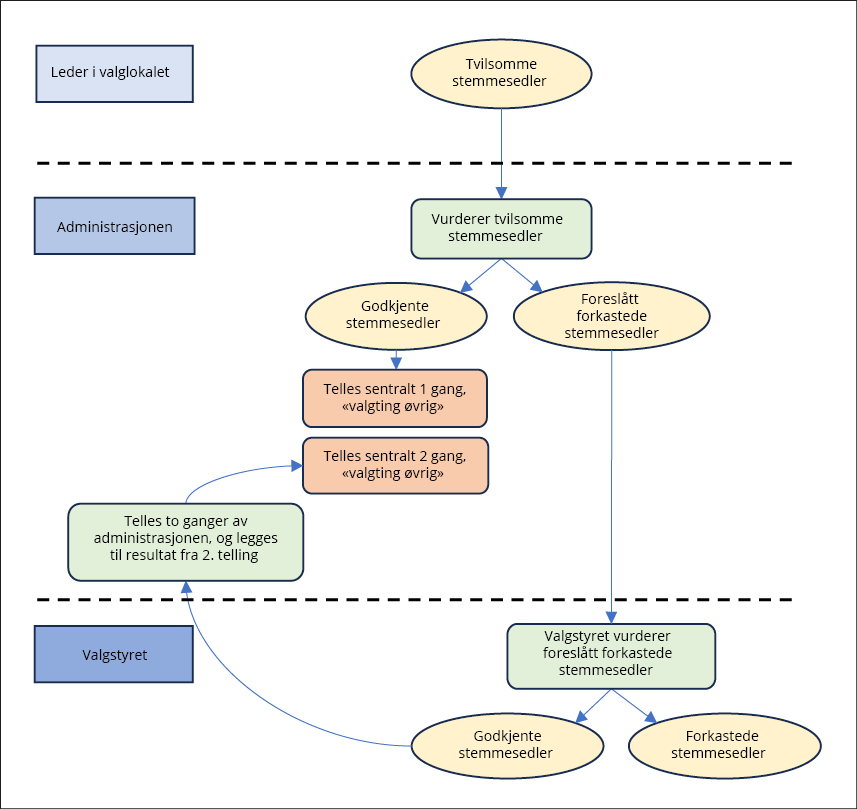 Leder i valglokalet
Tvilsomme
stemmesedler
Administrasjonen
Vurderer tvilsomme
stemmesedler
Godkjente
stemmesedler
Foreslått
forkastede
stemmesedler
Telles sentralt 1 gang,
«valgting øvrig»
Telles sentralt 2 gang,
«valgting øvrig»
Telles to ganger av
administrasjonen, og legges
til resultat fra 2. telling
Valgstyret
Valgstyret vurderer
foreslått forkastede
stemmesedler
Godkjente
stemmesedler
Forkastede
stemmesedler